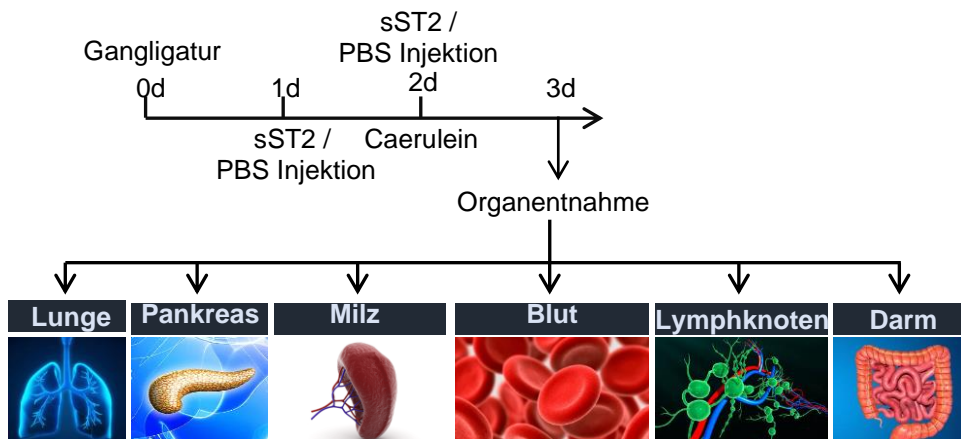 sST2 /
PBS Injektion
Gangligatur
0d
1d
2d
3d
sST2 /
PBS Injektion
Caerulein
Organentnahme
Lunge
Pankreas
Milz
Blut
Lymphknoten
Darm